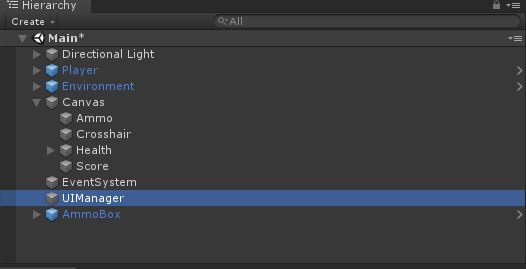 Hierarchy
Create
All
Main*
Directional Light
Player
Environment
Canvas
Ammo
Crosshair
Health
Score
EventSystem
UIManager
AmmoBox